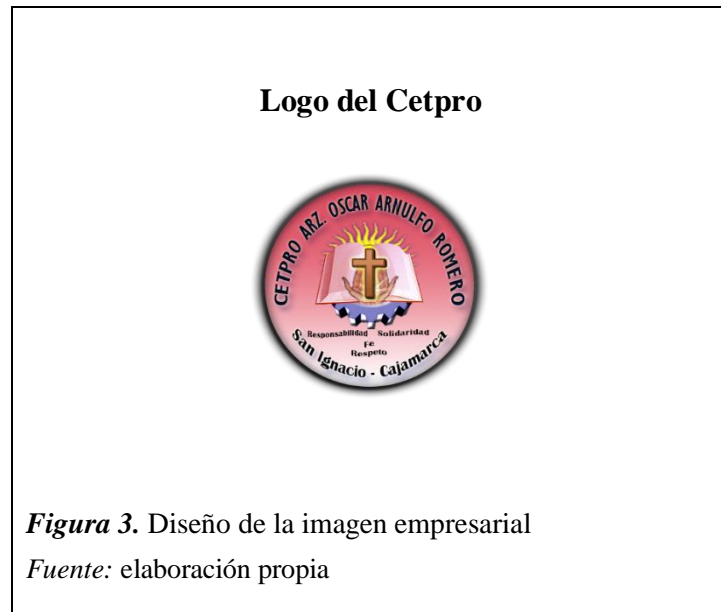 Logo del Cetpro
CETPRO ARZ. OSCAR ARNULFO ROMERO
Responsabilidad Solidaridad
Fe
Respeto
San Ignacio - Cajamarca
Figura 3. Diseño de la imagen empresarial
Fuente: elaboración propia